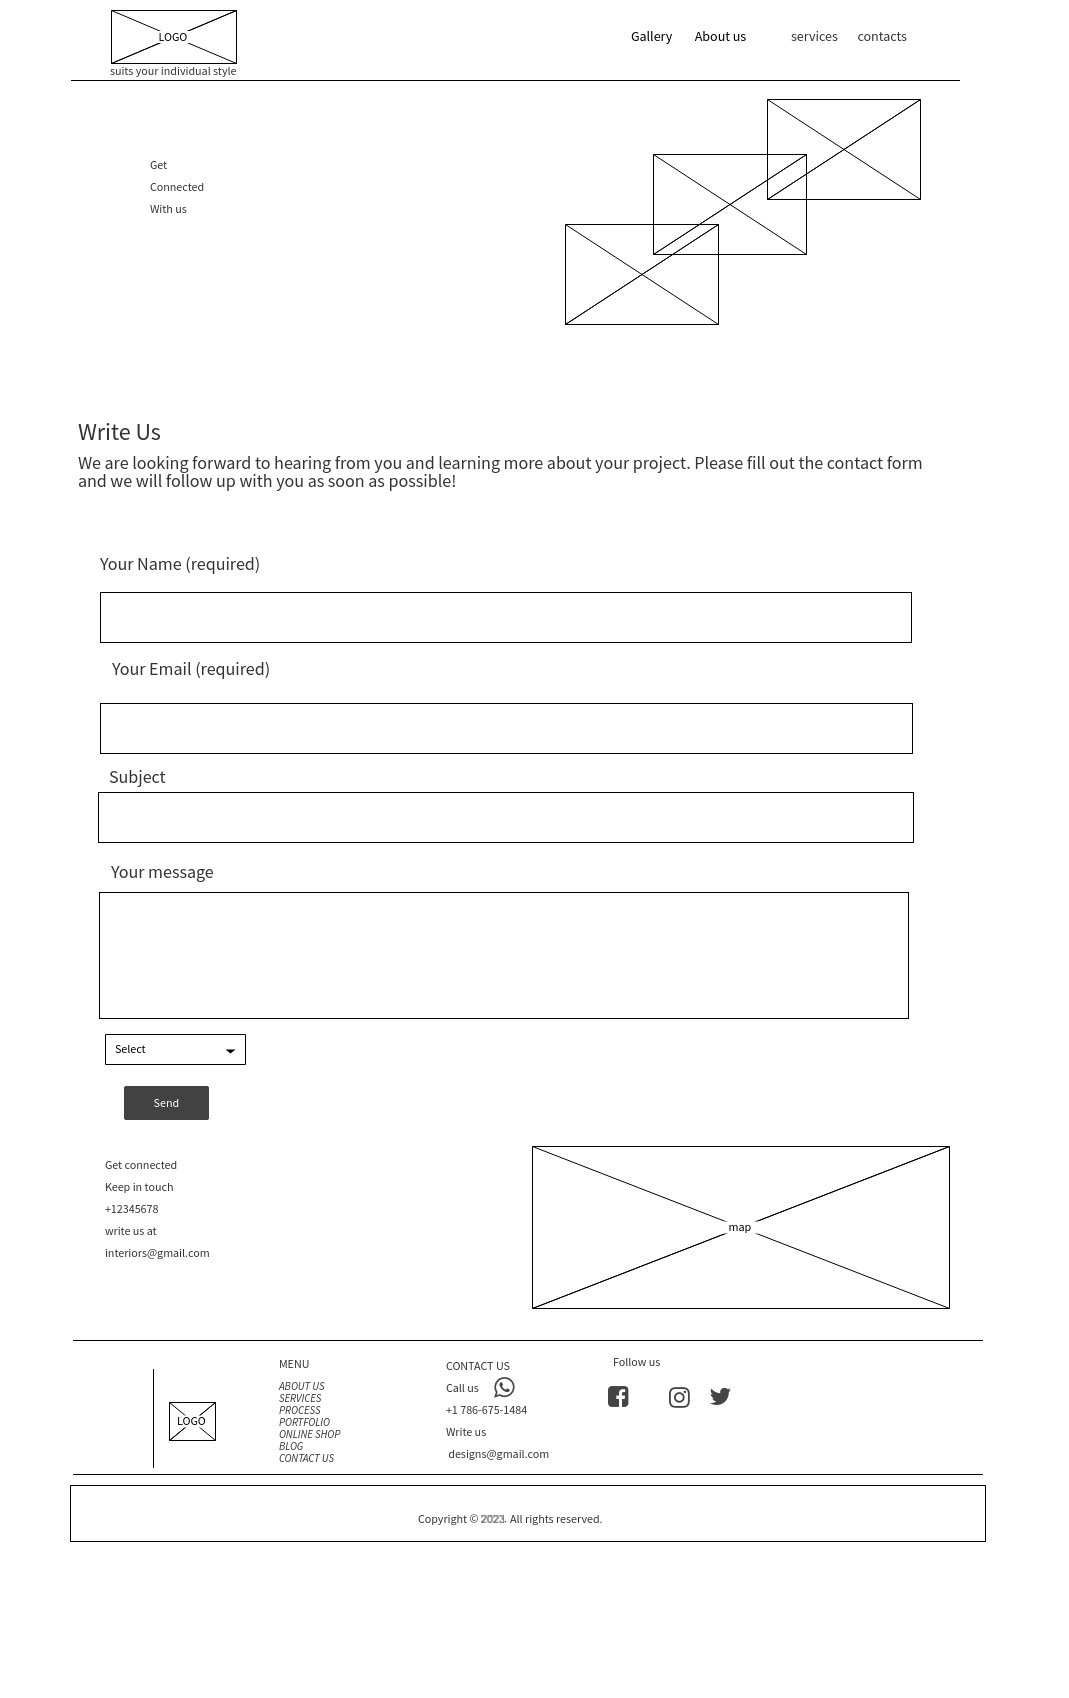 LOGO
suits your individual style
Gallery About us services contacts
Get
Connected
With us
Write Us
We are looking forward to hearing from you and learning more about your project. Please fill out the contact form
and we will follow up with you as soon as possible!
Your Name (required)
Your Email (required)
Subject
Your message
Select
Send
Get connected
Keep in touch
+12345678
write us at
interiors@gmail.com
map
LOGO
MENU
ABOUT US
SERVICES
PROCESS
PORTFOLIO
ONLINE SHOP
BLOG
CONTACT US
CONTACT US
Call us
+1 786-675-1484
Write us
designs@gmail.com
Follow us
Copyright © 2023. All rights reserved.